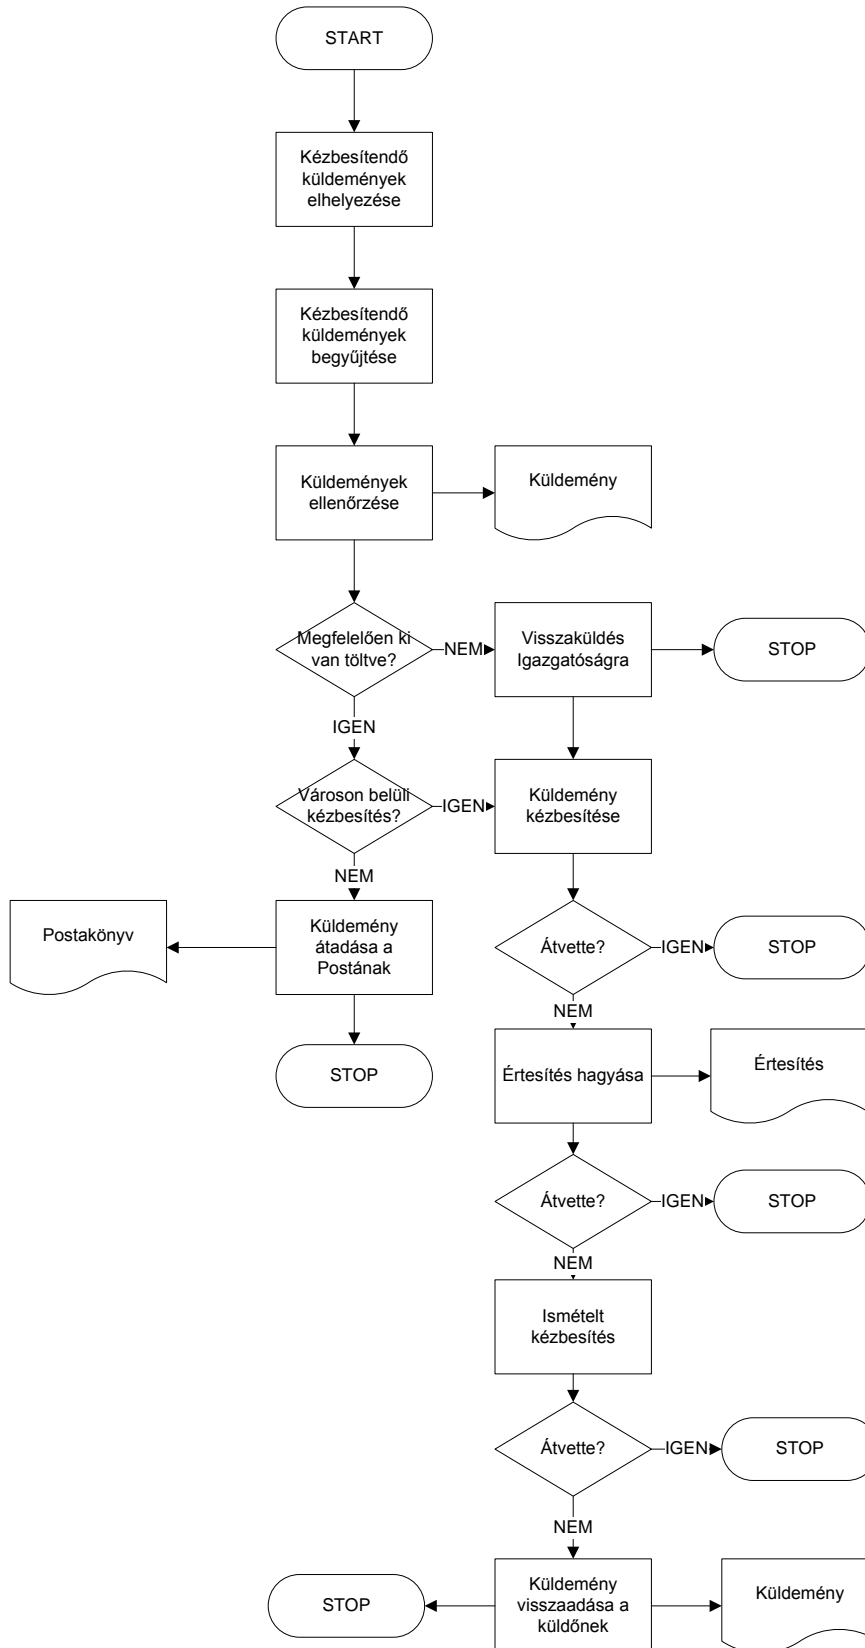 START
Kézbesítendő
küldemények
elhelyezése
Kézbesítendő
küldemények
begyűjtése
Küldemények
ellenőrzése
Küldemény
Megfelelően ki
van töltve?
NEM
Visszaküldés
Igazgatóságra
STOP
IGEN
Városon belüli
kézbesítés?
IGEN
Küldemény
kézbesítése
NEM
Postakönyv
Küldemény
átadása a
Postának
Átvette?
IGEN
STOP
NEM
STOP
Értesítés hagyása
Értesítés
Átvette?
IGEN
STOP
NEM
Ismételt
kézbesítés
Átvette?
IGEN
STOP
NEM
STOP
Küldemény
visszaadása a
küldőnek
Küldemény